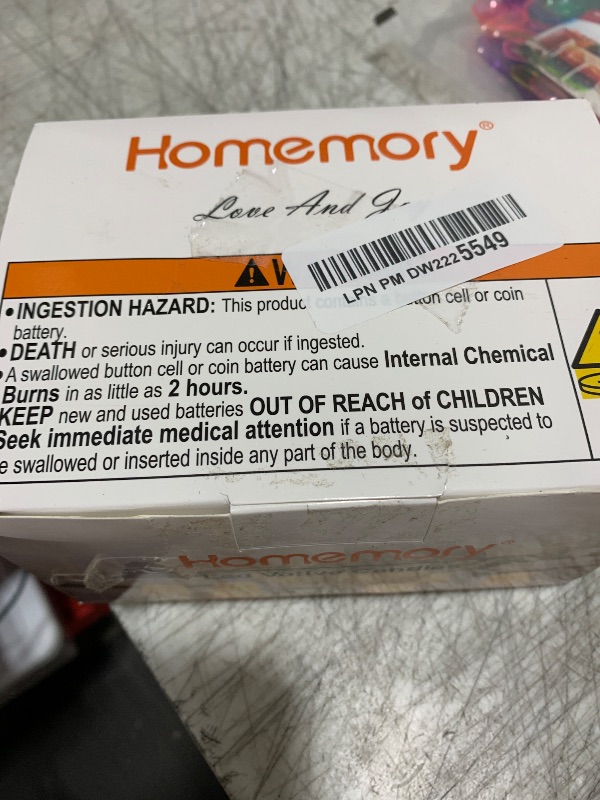 Homemory®
Love And
W
LPN PM DW2225549
• INGESTION HAZARD: This product contains a button cell or coin
battery.
• DEATH or serious injury can occur if ingested.
• A swallowed button cell or coin battery can cause Internal Chemical
Burns in as little as 2 hours.
KEEP new and used batteries OUT OF REACH of CHILDREN
Seek immediate medical attention if a battery is suspected to
e swallowed or inserted inside any part of the body.
Homemory®